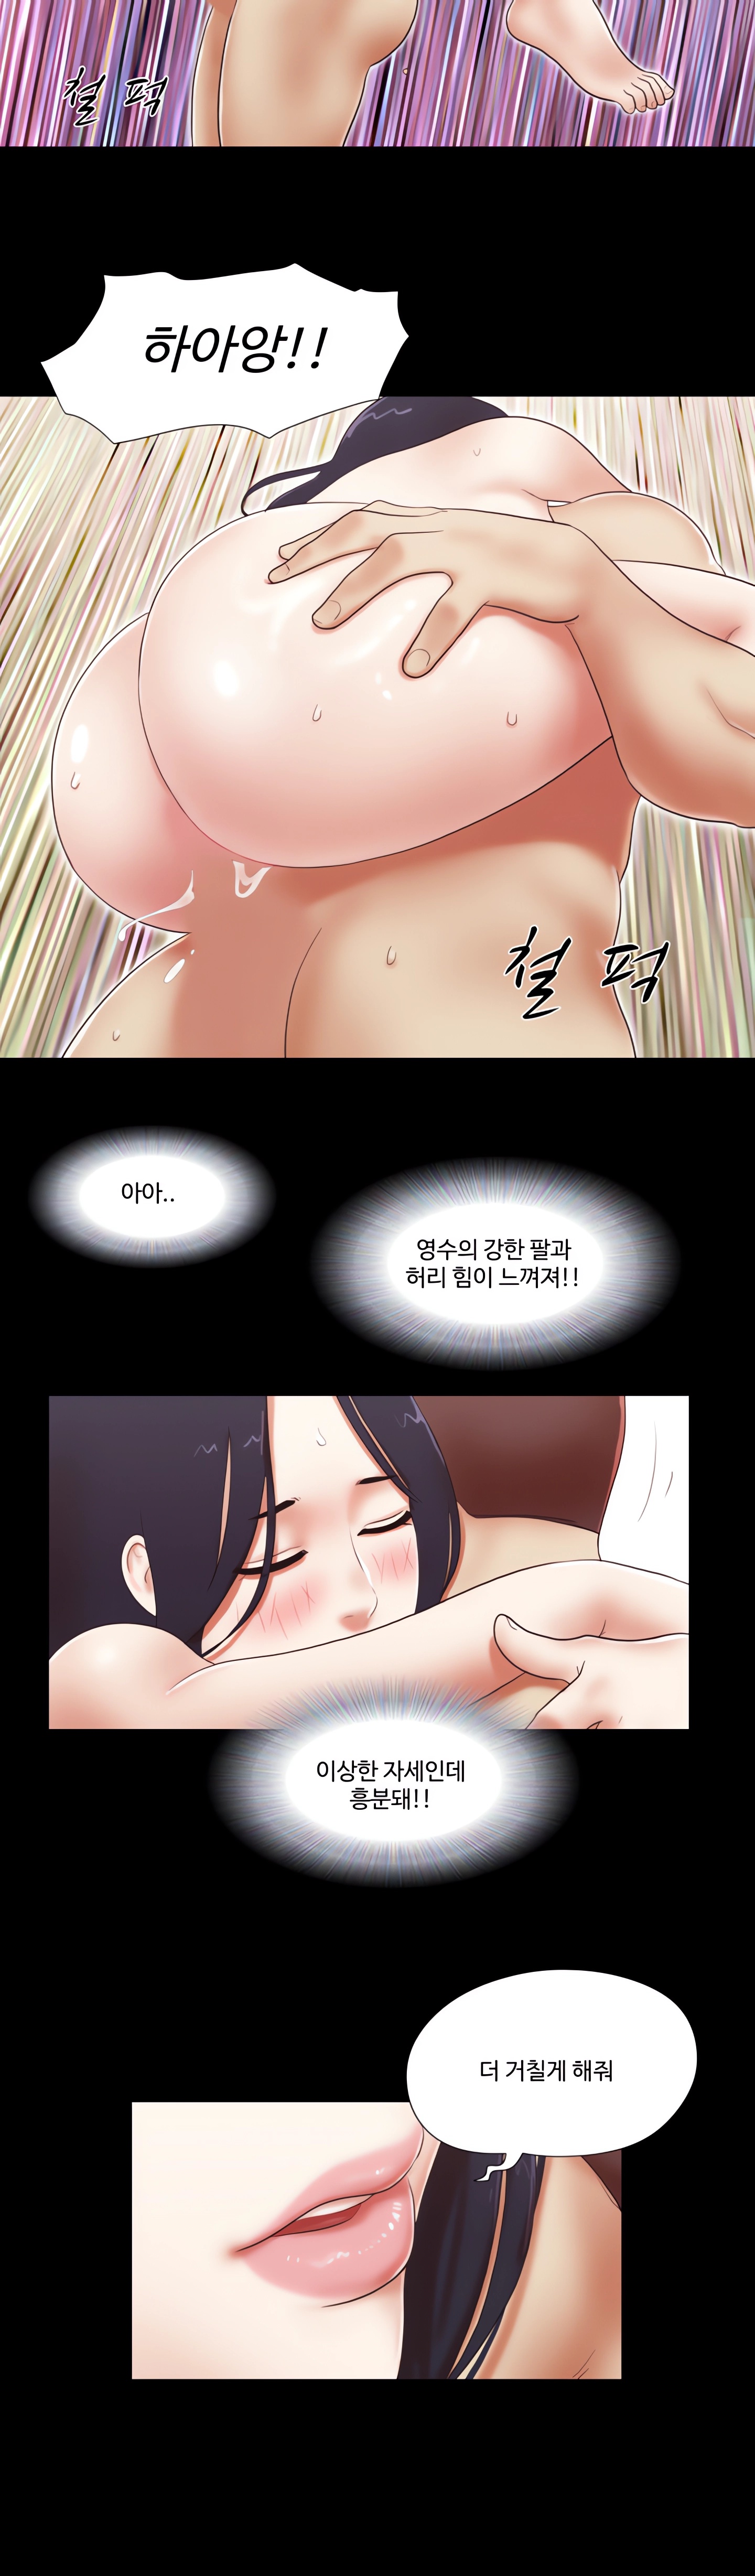 철 퍽
하아앙!!
철 퍽
아아..
영수의 강한 팔과
허리 힘이 느껴져!!
이상한 자세인데
흥분돼!!
더 거칠게 해줘